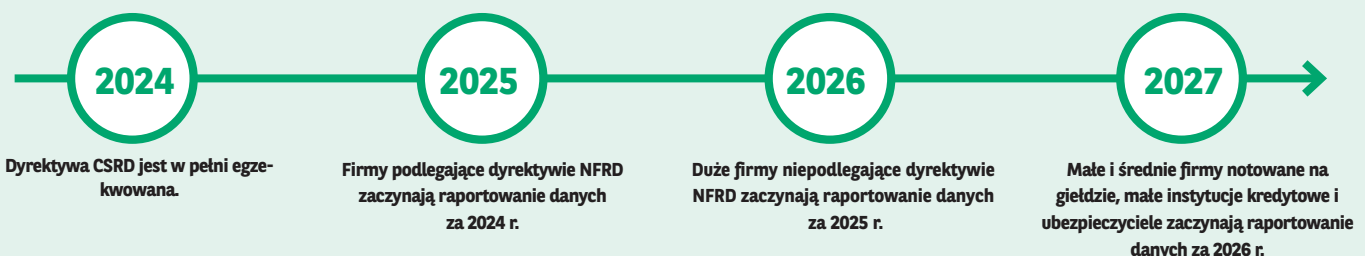 2024
Dyrektywa CSRD jest w pełni egze-
kwowana.
2025
Firmy podlegające dyrektywie NFRD
zaczynają raportowanie danych
za 2024 r.
2026
Duże firmy niepodlegające dyrektywie
NFRD zaczynają raportowanie danych
za 2025 r.
2027
Małe i średnie firmy notowane na
giełdzie, małe instytucje kredytowe i
ubezpieczyciele zaczynają raportowanie
danych za 2026 r.